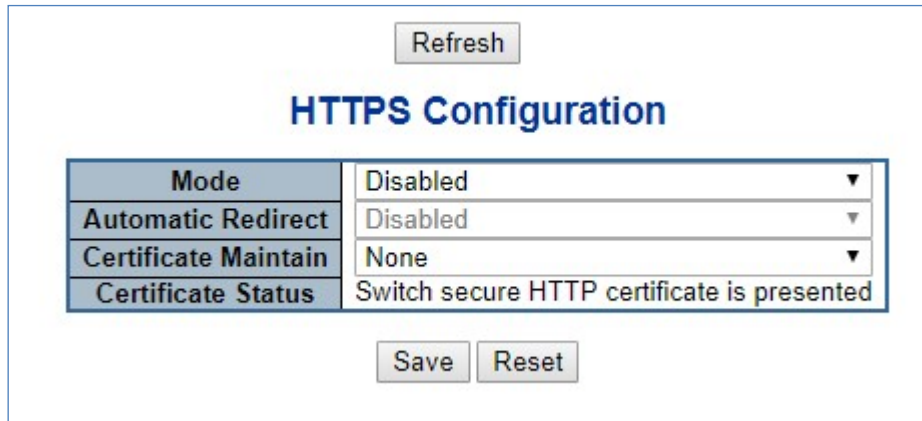 Refresh
HTTPS Configuration
Mode Disabled
Automatic Redirect Disabled
Certificate Maintain None
Certificate Status Switch secure HTTP certificate is presented
Save Reset